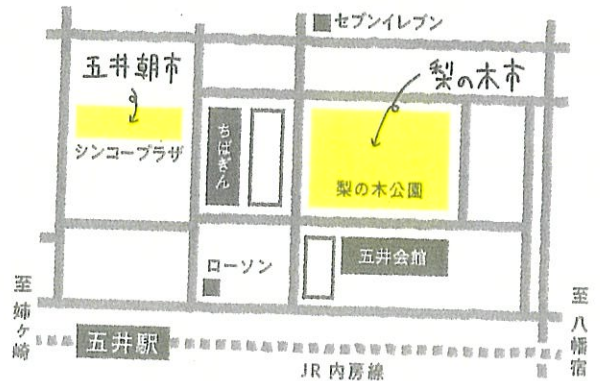 セブンイレブン
五井朝市
梨の木市
シンコープラザ
ちばぎん
梨の木公園
ローソン
五井会館
至姉ヶ崎
至八幡宿
五井駅
JR内房線